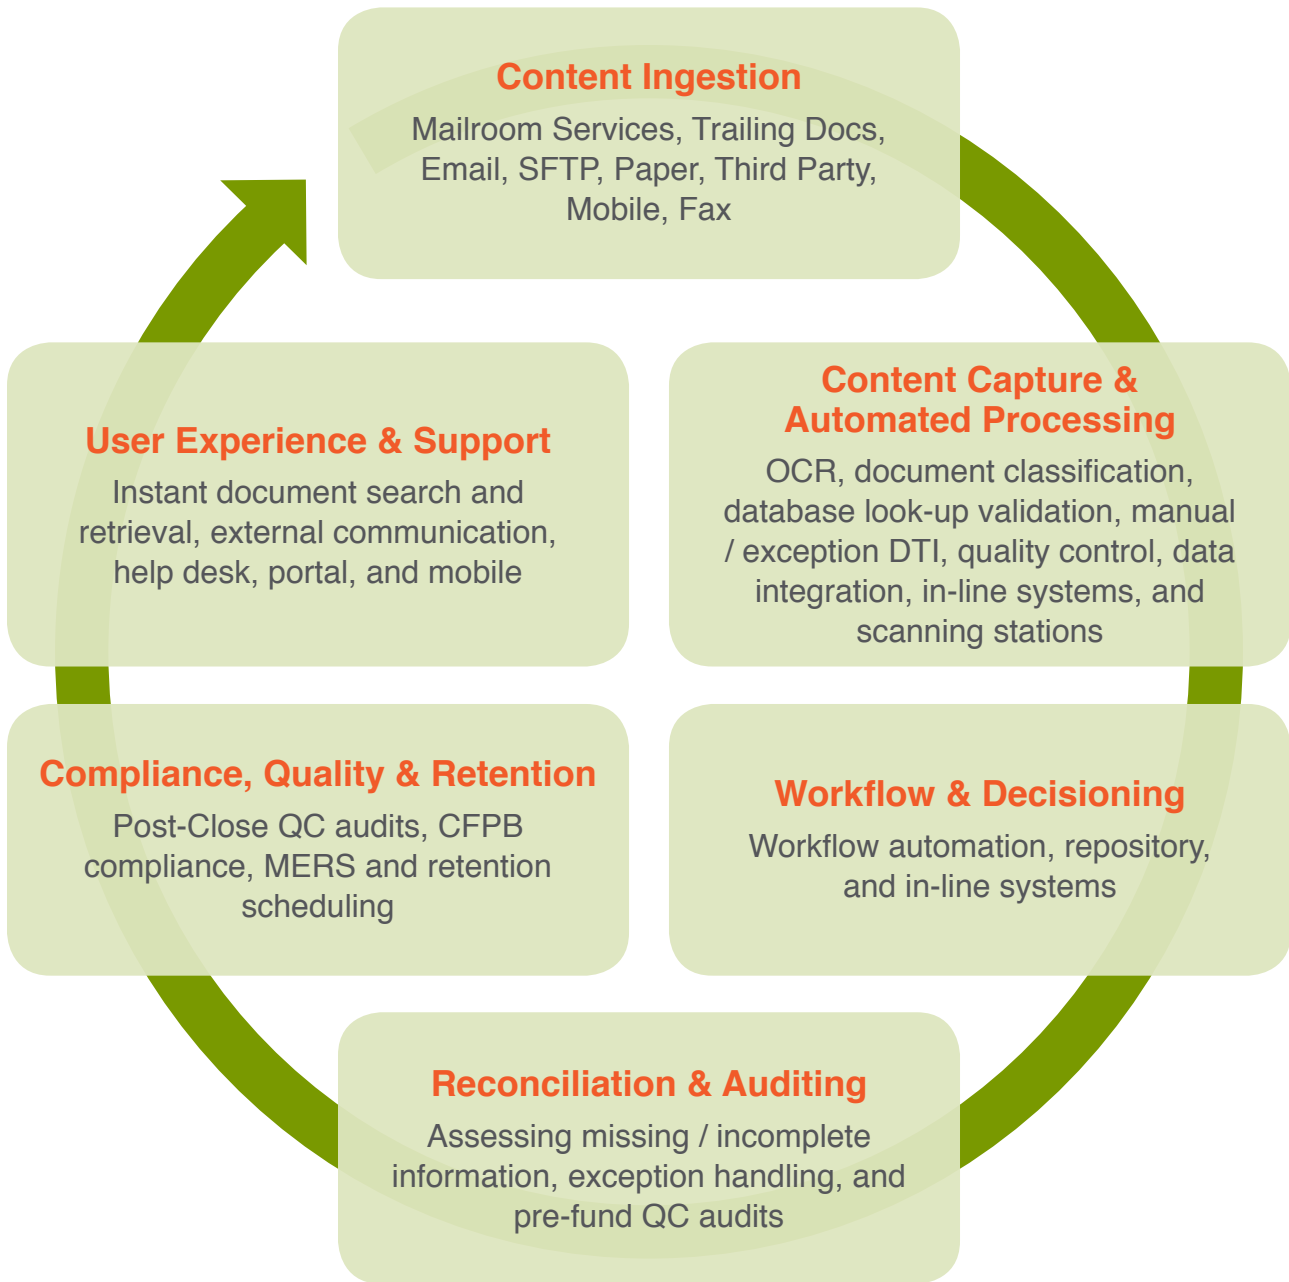 Content Ingestion
Mailroom Services, Trailing Docs,
Email, SFTP, Paper, Third Party,
Mobile, Fax
Content Capture &
Automated Processing
OCR, document classification,
database look-up validation, manual
/ exception DTI, quality control, data
integration, in-line systems, and
scanning stations
Workflow & Decisioning
Workflow automation, repository,
and in-line systems
Reconciliation & Auditing
Assessing missing / incomplete
information, exception handling, and
pre-fund QC audits
Compliance, Quality & Retention
Post-Close QC audits, CFPB
compliance, MERS and retention
scheduling
User Experience & Support
Instant document search and
retrieval, external communication,
help desk, portal, and mobile